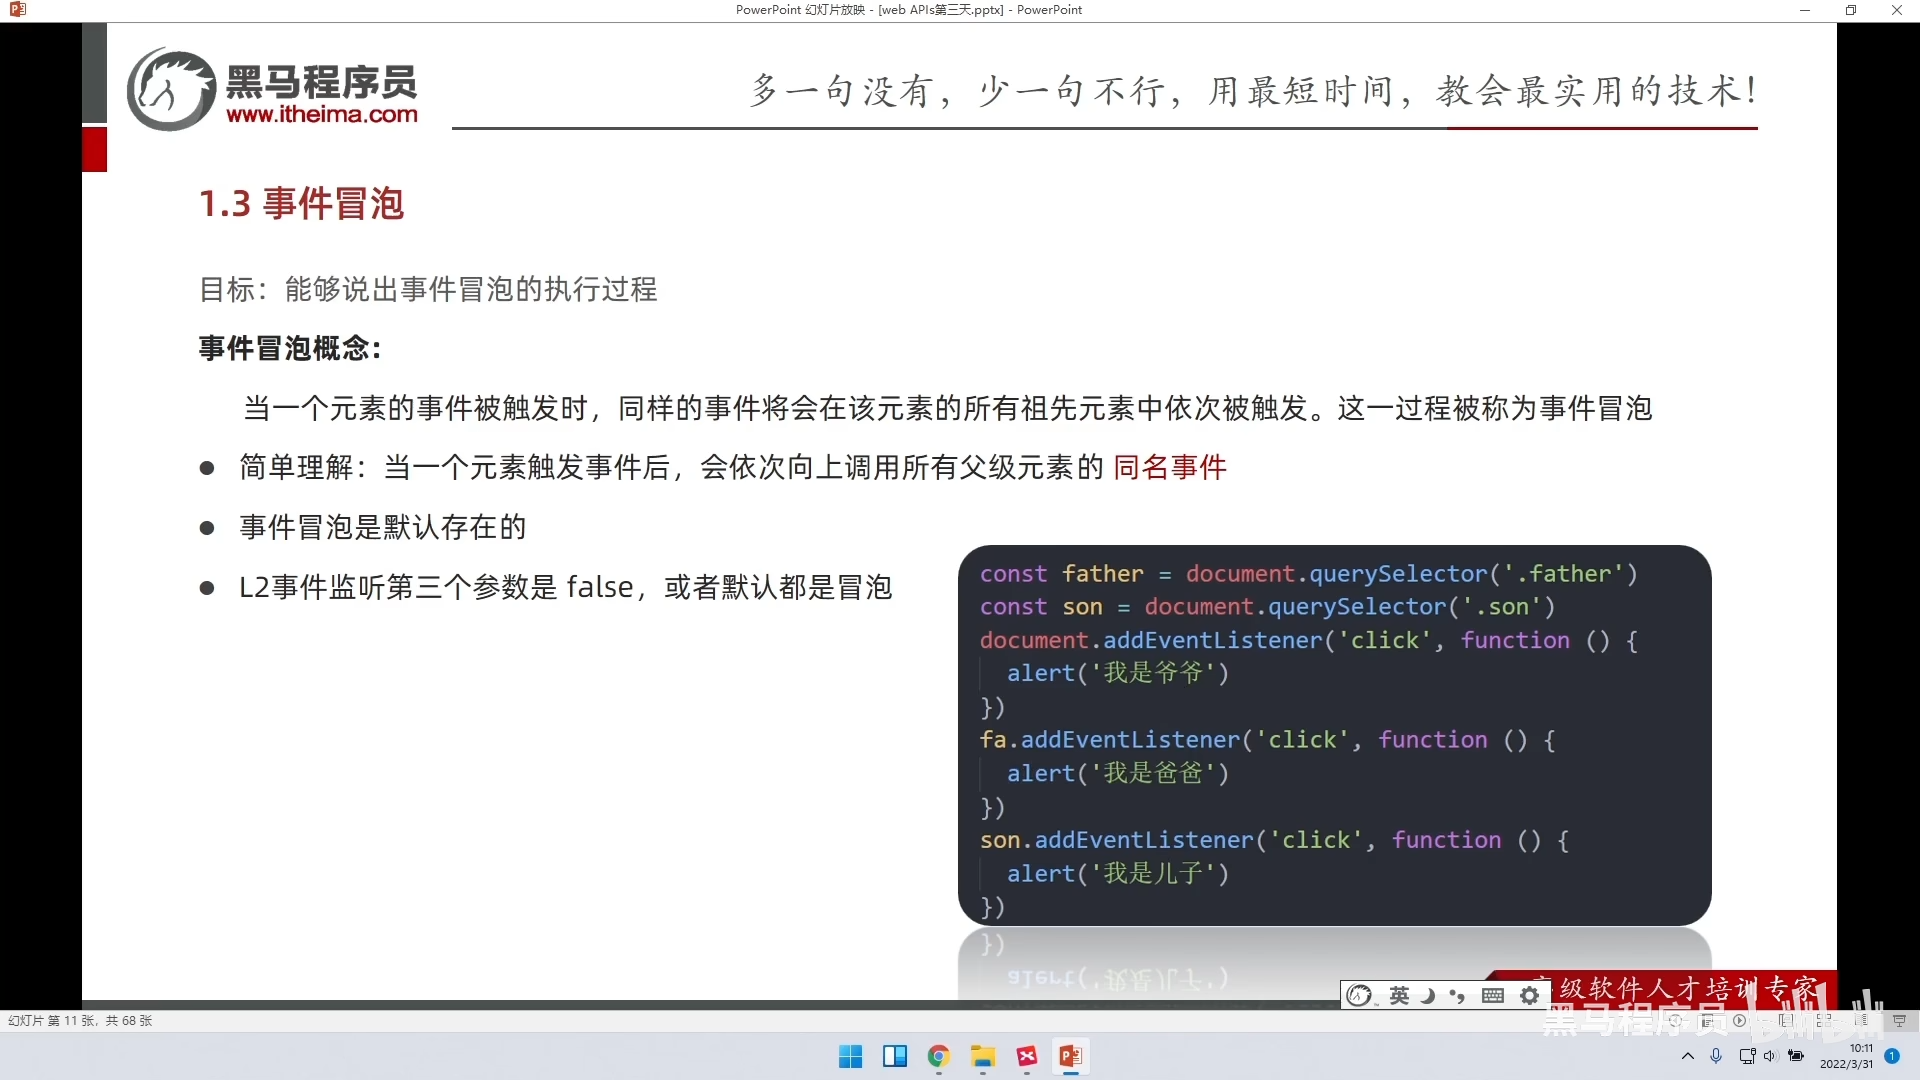 PowerPoint 幻灯片放映 - [web APIs第三天.pptx] - PowerPoint
黑马程序员
www.itheima.com
多一句没有，少一句不行，用最短时间，教会最实用的技术！
1.3 事件冒泡
目标：能够说出事件冒泡的执行过程
事件冒泡概念：
当一个元素的事件被触发时，同样的事件将会在该元素的所有祖先元素中依次被触发。这一过程被称为事件冒泡
● 简单理解：当一个元素触发事件后，会依次向上调用所有父级元素的 同名事件
● 事件冒泡是默认存在的
● L2事件监听第三个参数是 false，或者默认都是冒泡
const father = document.querySelector('.father')
const son = document.querySelector('.son')
document.addEventListener('click', function () {
alert('我是爷爷')
})
fa.addEventListener('click', function () {
alert('我是爸爸')
})
son.addEventListener('click', function () {
alert('我是儿子')
})
英
级软件人才培训专家
黑马程序员
幻灯片 第 11 张，共 68 张
10:11
2022/3/31
1